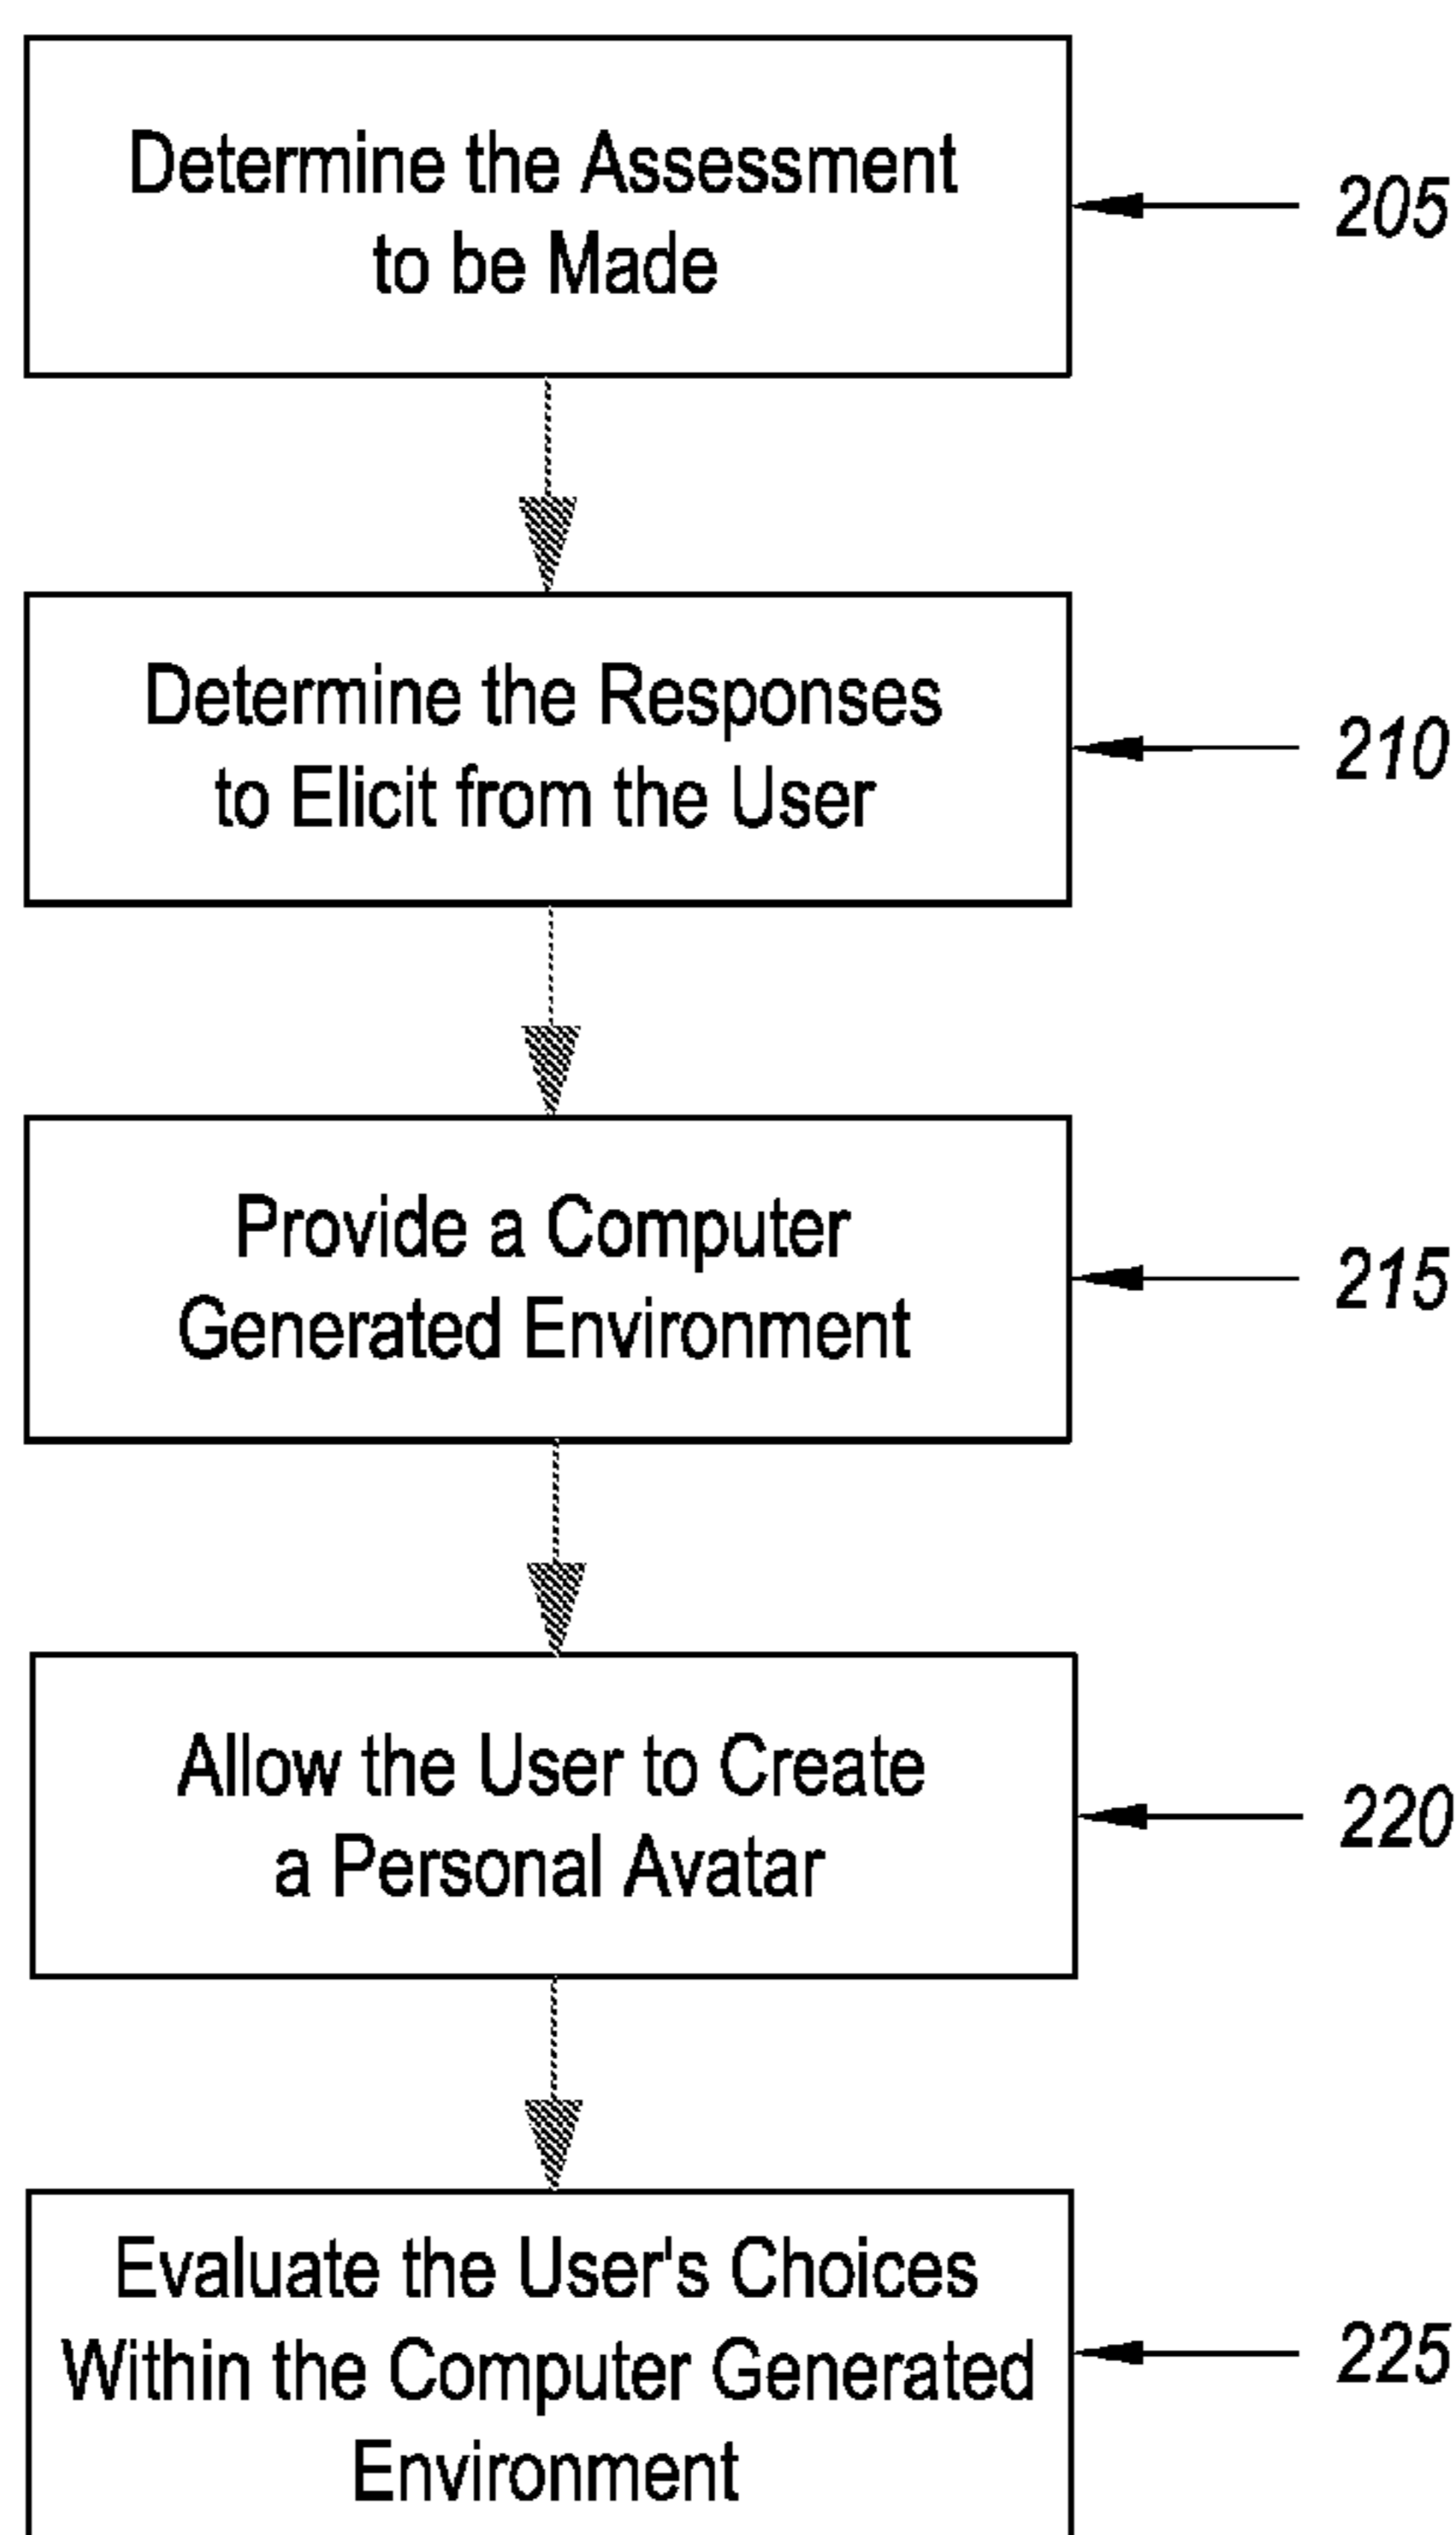 Determine the Assessment
to be Made
205
Determine the Responses
to Elicit from the User
210
Provide a Computer
Generated Environment
215
Allow the User to Create
a Personal Avatar
220
Evaluate the User's Choices
Within the Computer Generated
Environment
225